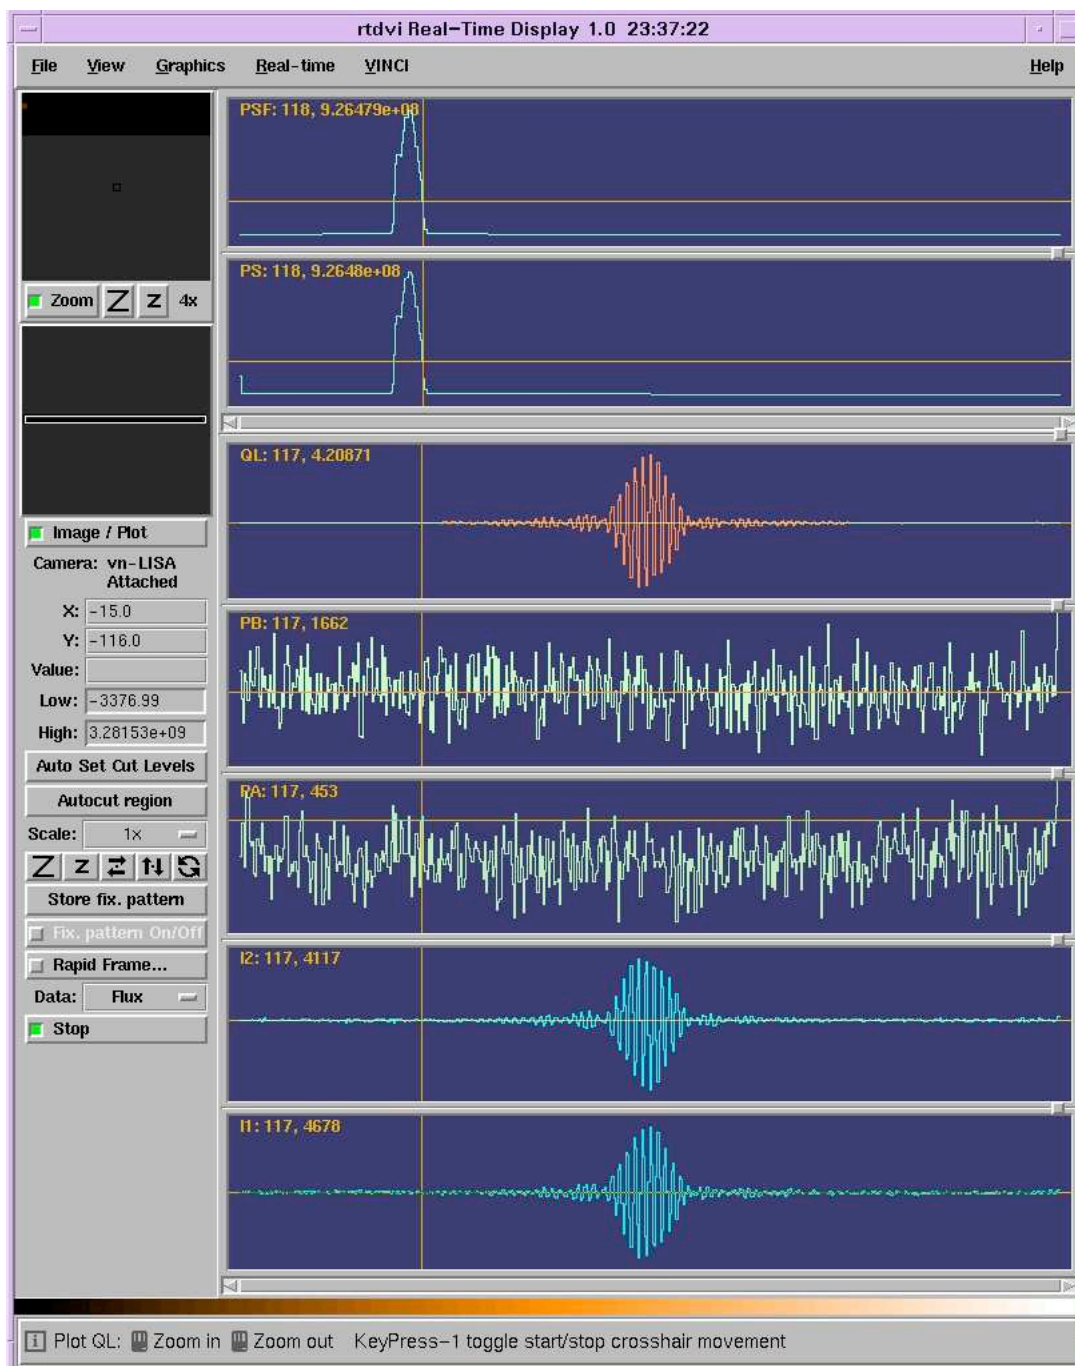 rtdvi Real-Time Display 1.0 23:37:22
File View Graphics Real-time VINCI Help
PSF: 118, 9.26479e+08
PS: 118, 9.2648e+08
Zoom Z z 4x
QL: 117, 4.20871
Image / Plot
Camera: vn-LISA
Attached
X: -15.0
Y: -116.0
Value:
Low: -3376.99
High: 3.28153e+09
Auto Set Cut Levels
Autocut region
Scale: 1x
Z z
Store fix. pattern
Fix. pattern On/Off
Rapid Frame...
Data: Flux
Stop
PB: 117, 1662
PA: 117, 453
I2: 117, 4117
I1: 117, 4678
Plot QL: Zoom in Zoom out KeyPress-1 toggle start/stop crosshair movement